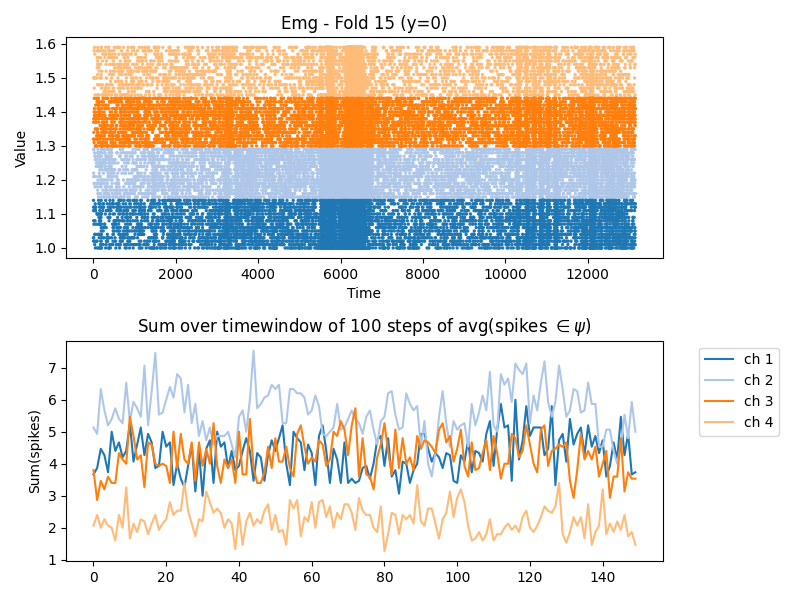 Emg - Fold 15 (y=0)
1.6
1.5
1.4
1.3
1.2
1.1
1.0
Value
0 2000 4000 6000 8000 10000 12000
Time
Sum over timewindow of 100 steps of avg(spikes ∈ ψ)
7
6
5
4
3
2
1
Sum(spikes)
0 20 40 60 80 100 120 140
ch 1
ch 2
ch 3
ch 4